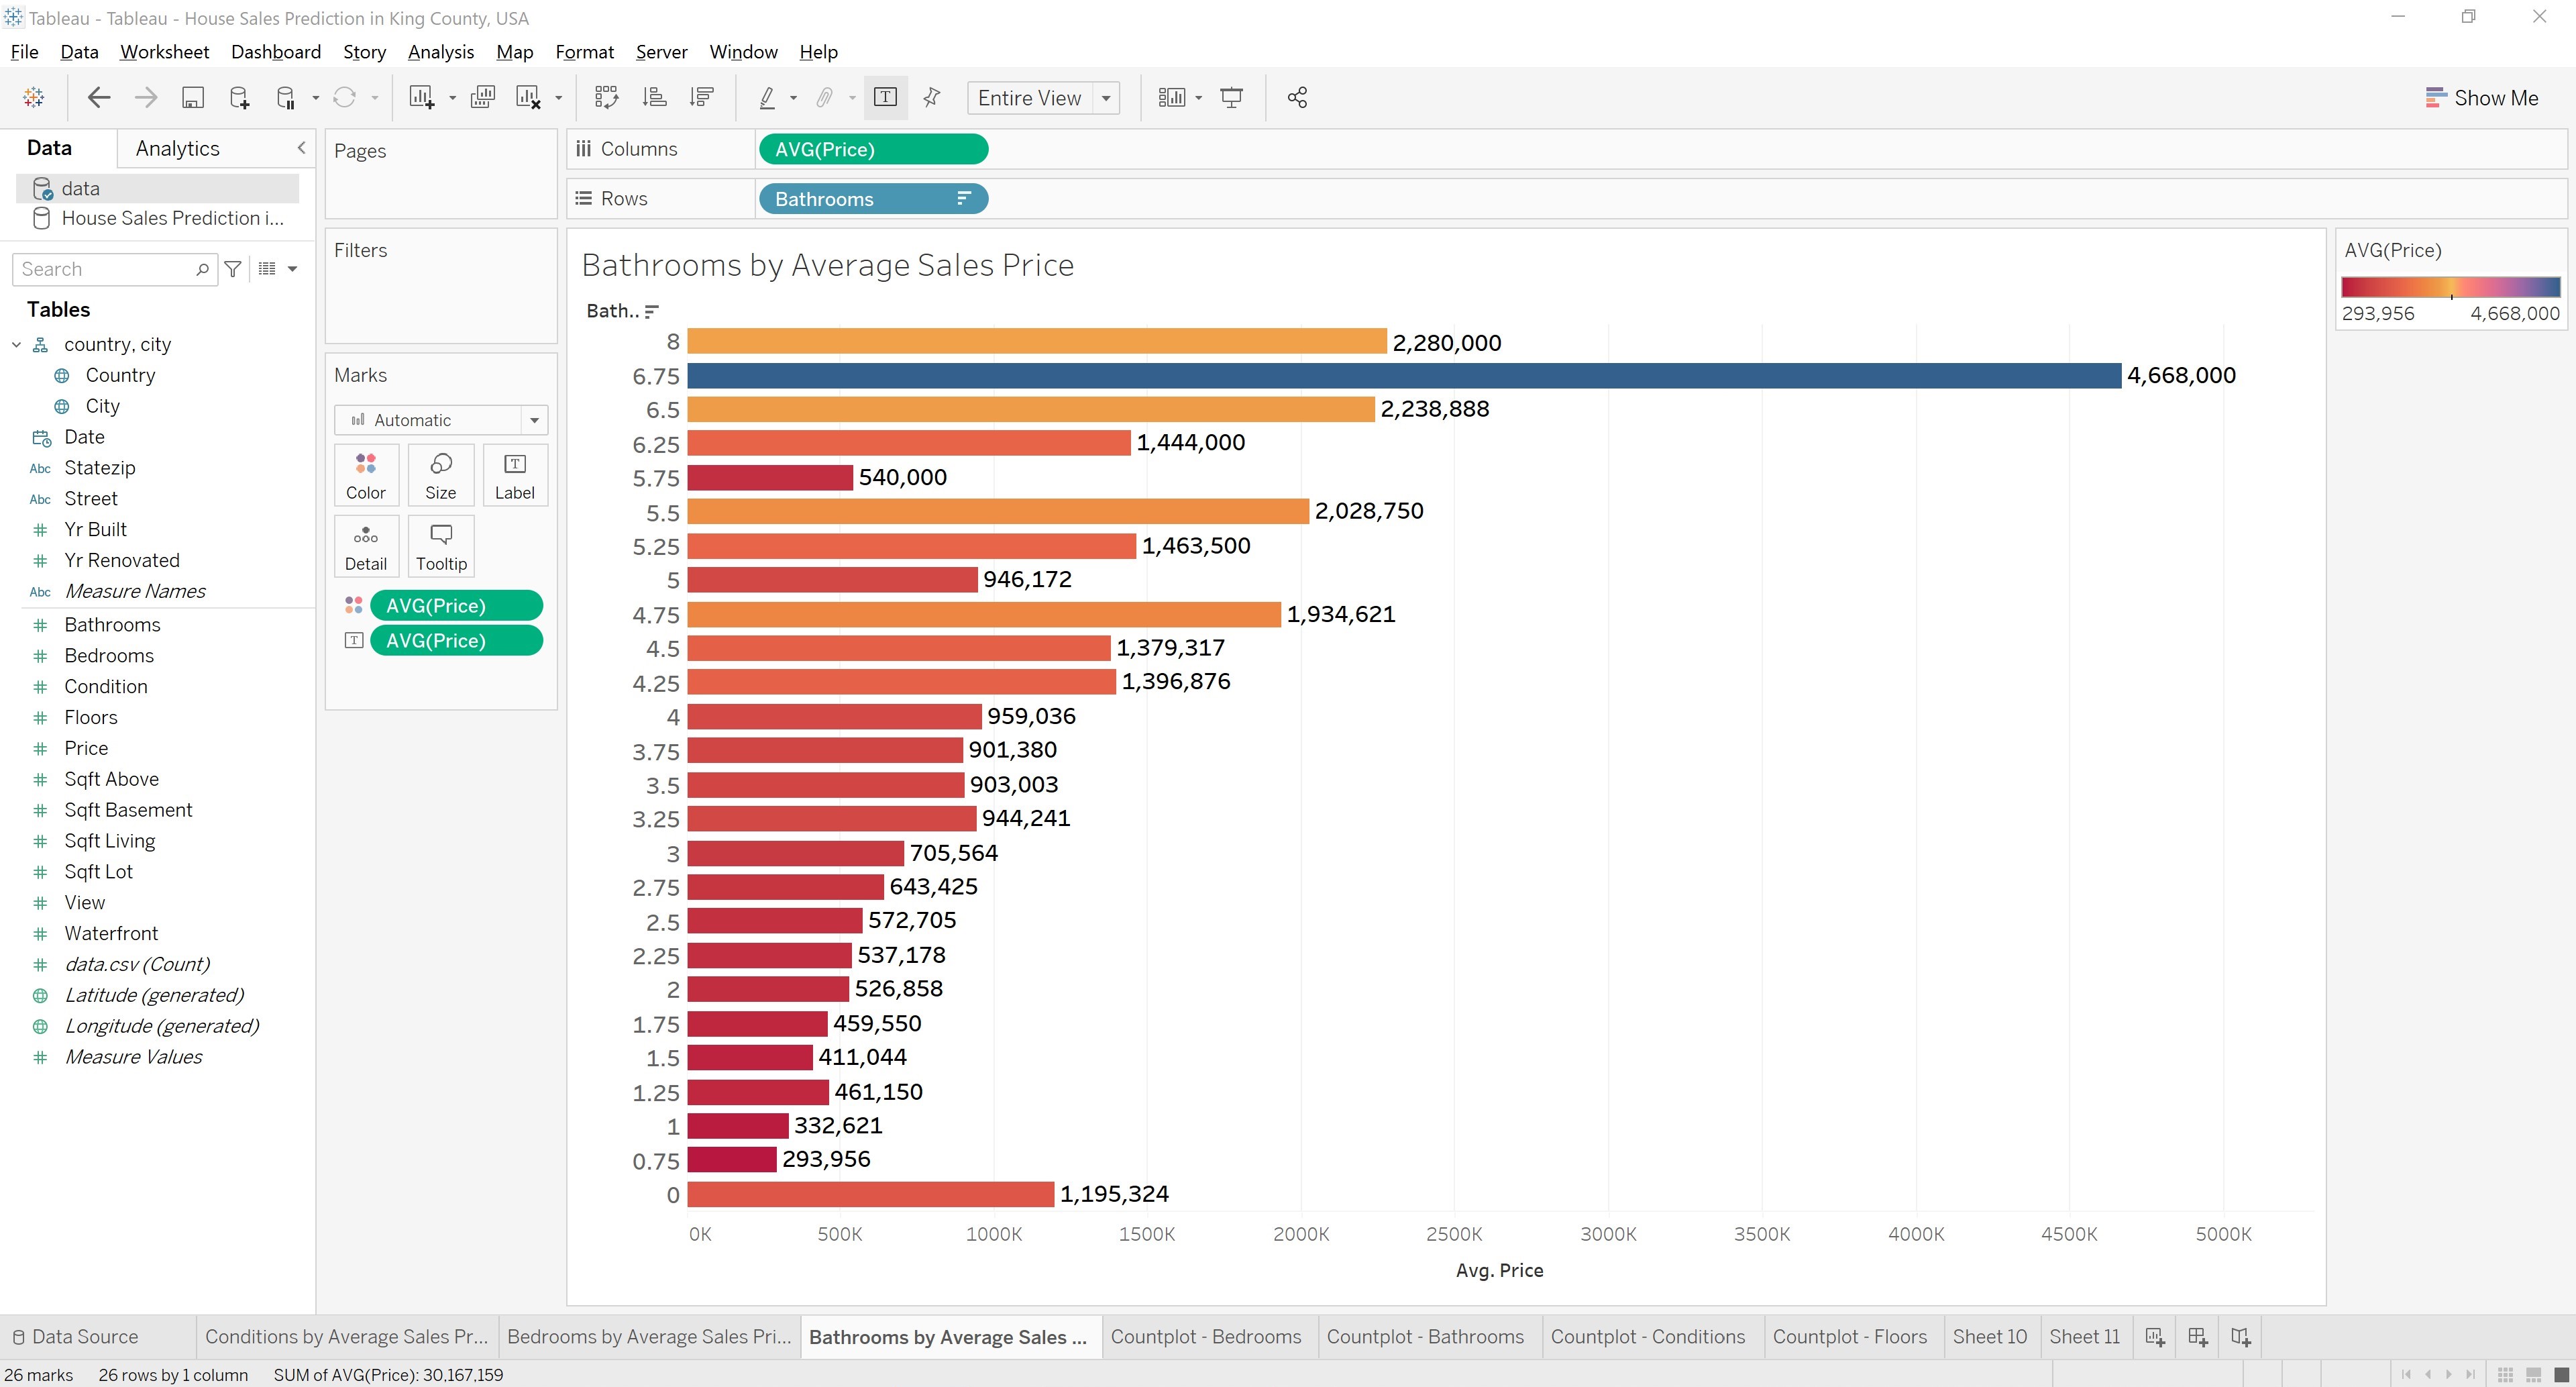 Tableau - Tableau - House Sales Prediction in King County, USA
File Data Worksheet Dashboard Story Analysis Map Format Server Window Help
T Entire View Show Me
Data Analytics
data
House Sales Prediction i...
Search
Tables
country, city
Country
City
Date
Abc Statezip
Abc Street
# Yr Built
# Yr Renovated
Abc Measure Names
# Bathrooms
# Bedrooms
# Condition
# Floors
# Price
# Sqft Above
# Sqft Basement
# Sqft Living
# Sqft Lot
# View
# Waterfront
# data.csv (Count)
Latitude (generated)
Longitude (generated)
# Measure Values
Pages
Filters
Marks
Automatic
Color Size Label
Detail Tooltip
AVG(Price)
AVG(Price)
Columns AVG(Price)
Rows Bathrooms
Bathrooms by Average Sales Price
Bath..
8 2,280,000
6.75 4,668,000
6.5 2,238,888
6.25 1,444,000
5.75 540,000
5.5 2,028,750
5.25 1,463,500
5 946,172
4.75 1,934,621
4.5 1,379,317
4.25 1,396,876
4 959,036
3.75 901,380
3.5 903,003
3.25 944,241
3 705,564
2.75 643,425
2.5 572,705
2.25 537,178
2 526,858
1.75 459,550
1.5 411,044
1.25 461,150
1 332,621
0.75 293,956
0 1,195,324
0K 500K 1000K 1500K 2000K 2500K 3000K 3500K 4000K 4500K 5000K
Avg. Price
AVG(Price)
293,956 4,668,000
Data Source Conditions by Average Sales Pr... Bedrooms by Average Sales Pri... Bathrooms by Average Sales ... Countplot - Bedrooms Countplot - Bathrooms Countplot - Conditions Countplot - Floors Sheet 10 Sheet 11
26 marks 26 rows by 1 column SUM of AVG(Price): 30,167,159